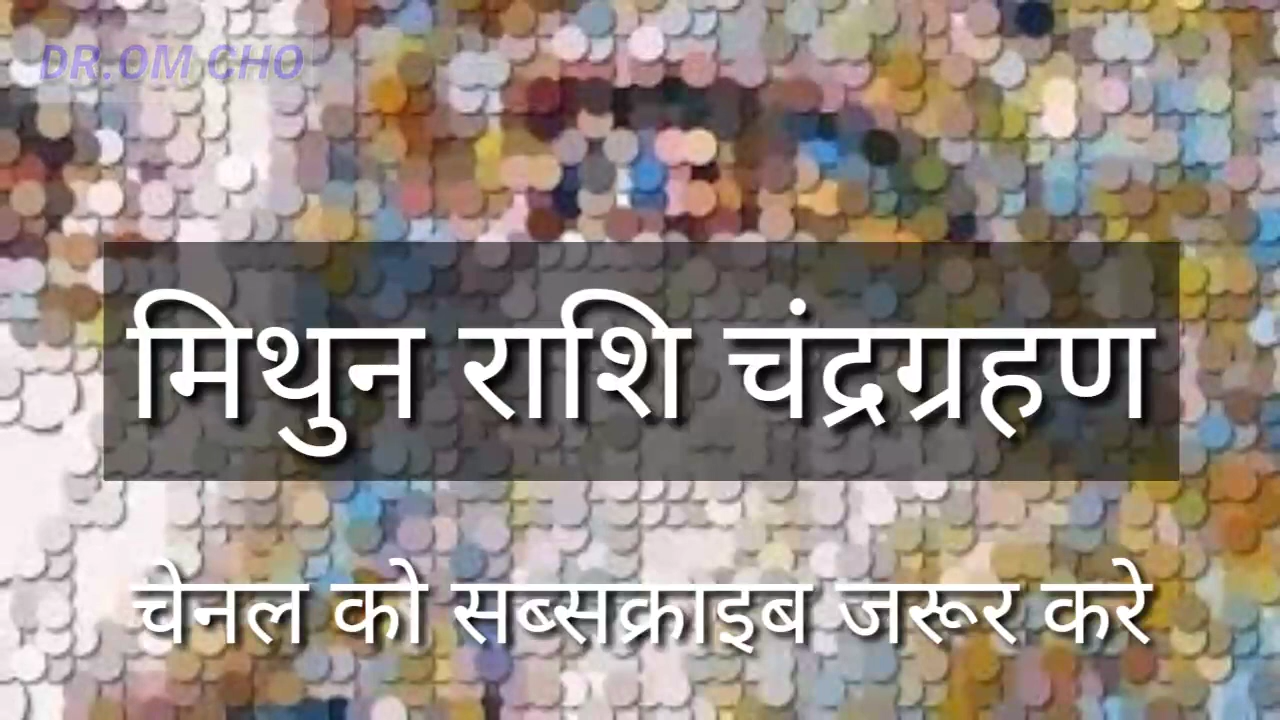 DR.OM CHO
मिथुन राशि चंद्रग्रहण
चेनल को सब्सक्राइब जरूर करे